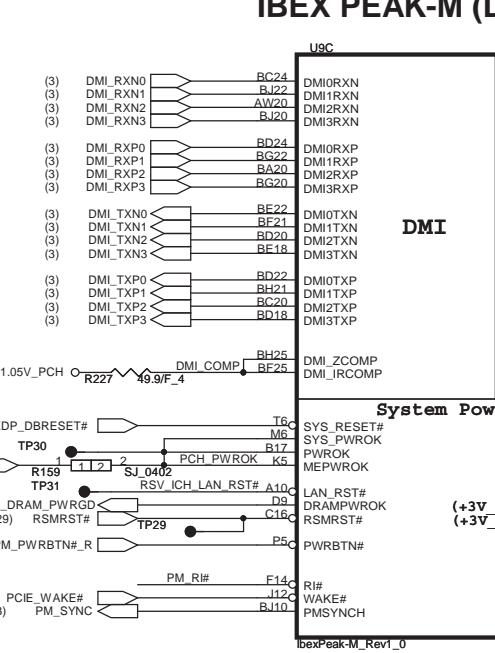 IBEX PEAK-M (
U9C
(3) DMI_RXN0 BC24 DMI0RXN
(3) DMI_RXN1 BJ22 DMI1RXN
(3) DMI_RXN2 AW20 DMI2RXN
(3) DMI_RXN3 BJ20 DMI3RXN
(3) DMI_RXP0 BD24 DMI0RXP
(3) DMI_RXP1 BG22 DMI1RXP
(3) DMI_RXP2 BA20 DMI2RXP
(3) DMI_RXP3 BG20 DMI3RXP
(3) DMI_TXN0 BE22 DMI0TXN
(3) DMI_TXN1 BF21 DMI1TXN
DMI
(3) DMI_TXN2 BD20 DMI2TXN
(3) DMI_TXN3 BE18 DMI3TXN
(3) DMI_TXP0 BD22 DMI0TXP
(3) DMI_TXP1 BH21 DMI1TXP
(3) DMI_TXP2 BC20 DMI2TXP
(3) DMI_TXP3 BD18 DMI3TXP
BH25 DMI_ZCOMP
1.05V_PCH R227 49.9/F_4 DMI_COMP BF25 DMI_IRCOMP
System Pow
DP_DBRESET# T6 SYS_RESET#
M6 SYS_PWROK
TP30 B17 PWROK
R159 1 1 2 2 SJ_0402 PCH_PWROK K5 MEPWROK
TP31 RSV_ICH_LAN_RST# A10 LAN_RST#
_DRAM_PWRGD D9 DRAMPWROK (+3V_
29) RSMRST# TP29 C16 RSMRST# (+3V_
PM_PWRBTN#_R P5 PWRBTN#
PM_RI# F14 RI#
PCIE_WAKE# J12 WAKE#
) PM_SYNC BJ10 PMSYNCH
IbexPeak-M_Rev1_0